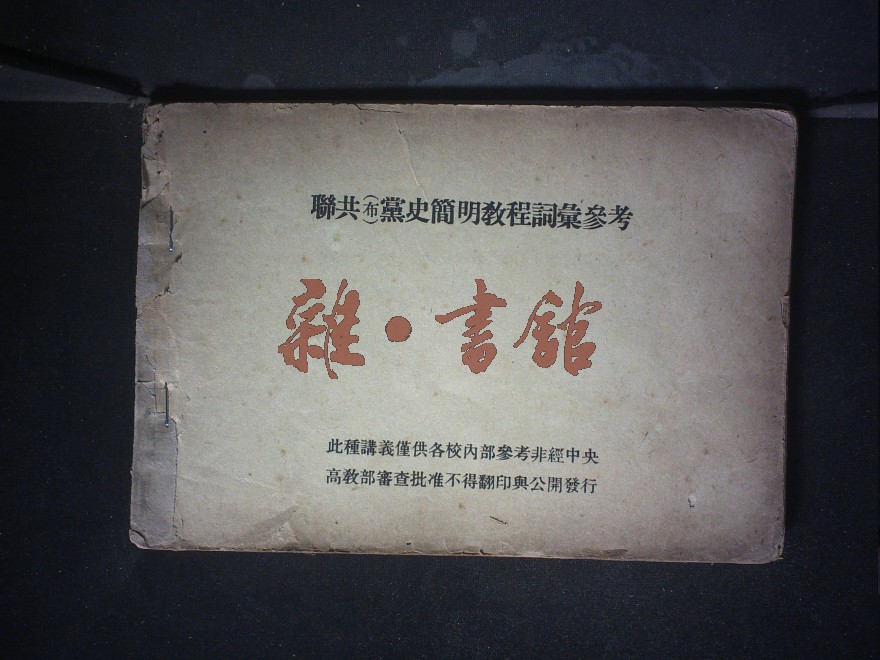 聯共(布)黨史簡明教程詞彙參考
雜·書舘
此種講義僅供各校內部參考非經中央
高教部審查批准不得翻印與公開發行